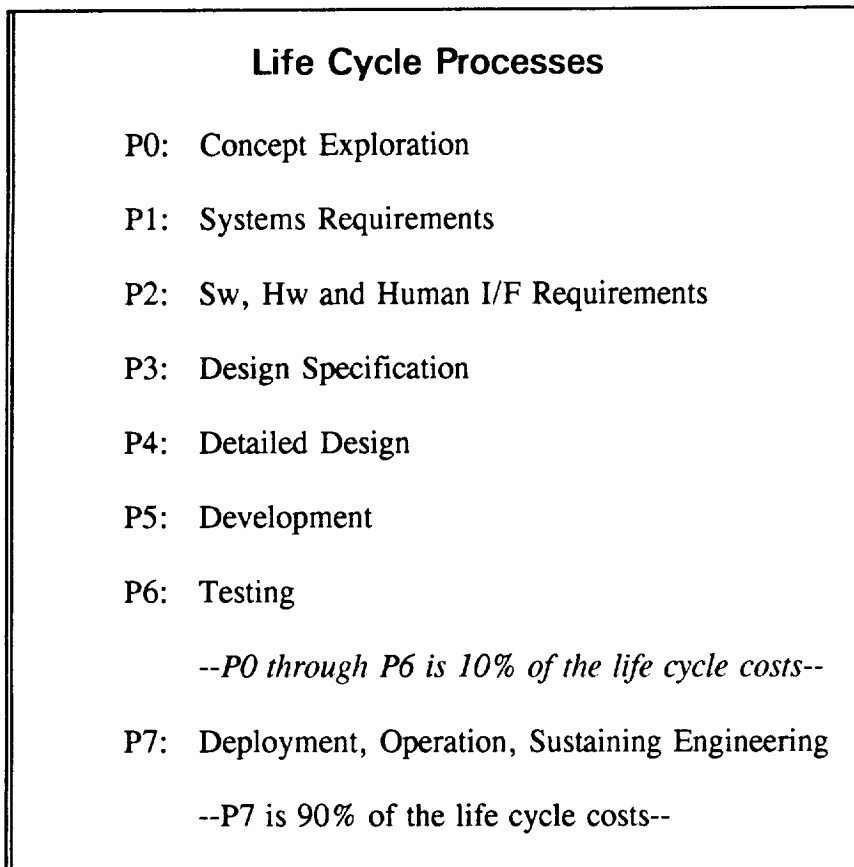 Life Cycle Processes
P0: Concept Exploration
P1: Systems Requirements
P2: Sw, Hw and Human I/F Requirements
P3: Design Specification
P4: Detailed Design
P5: Development
P6: Testing
--P0 through P6 is 10% of the life cycle costs--
P7: Deployment, Operation, Sustaining Engineering
--P7 is 90% of the life cycle costs--